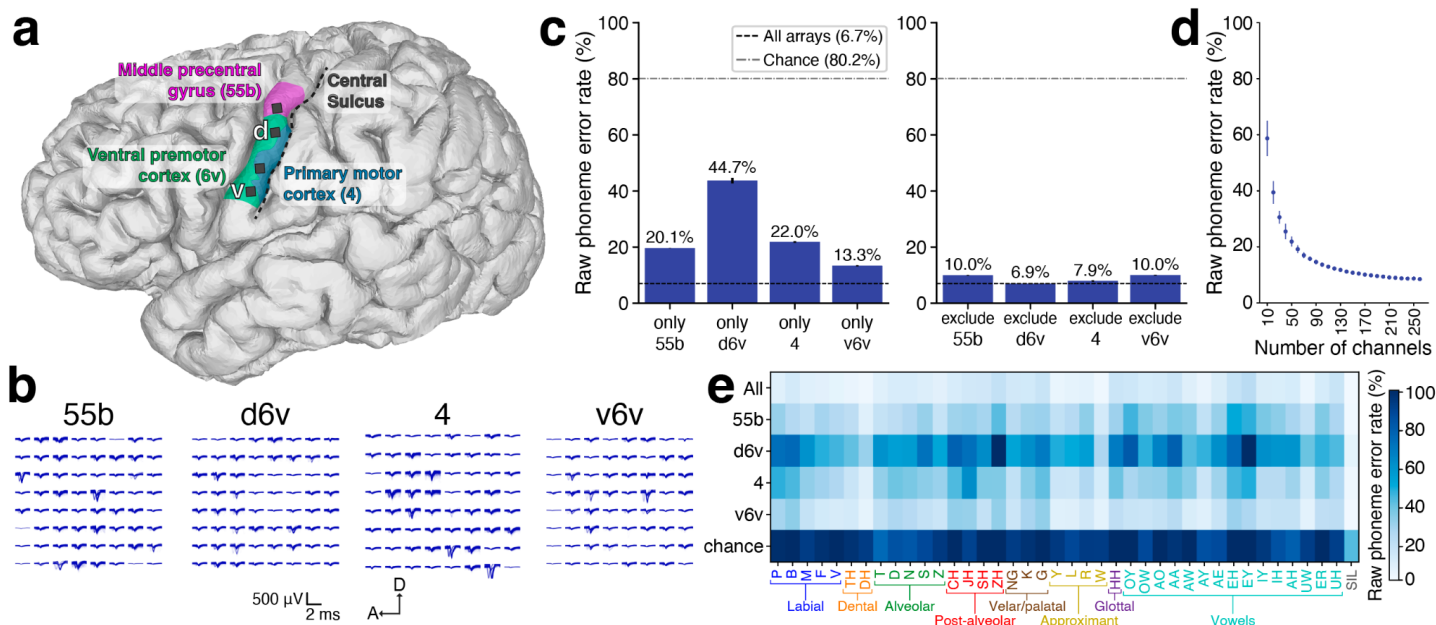 a
Middle precentral
gyrus (55b)
Central
Sulcus
d
Ventral premotor
cortex (6v)
V
Primary motor
cortex (4)
b
55b
d6v
4
v6v
500 µV
2 ms
D
A
c
Raw phoneme error rate (%)
100
80
60
40
20
0
All arrays (6.7%)
Chance (80.2%)
20.1%
44.7%
22.0%
13.3%
only
55b
only
d6v
only
4
only
v6v
Raw phoneme error rate (%)
100
80
60
40
20
0
10.0%
6.9%
7.9%
10.0%
exclude
55b
exclude
d6v
exclude
4
exclude
v6v
d
Raw phoneme error rate (%)
100
80
60
40
20
0
10
50
90
130
170
210
250
Number of channels
e
All
55b
d6v
4
v6v
chance
P B M F V TH DH T D N S Z CH JH SH ZH NG K G Y L R W HH OY OW AO AA AW AY AE EH EY IY IH AH UW ER UH SIL
Labial
Dental
Alveolar
Post-alveolar
Velar/palatal
Approximant
Glottal
Vowels
Raw phoneme error rate (%)
100
80
60
40
20
0